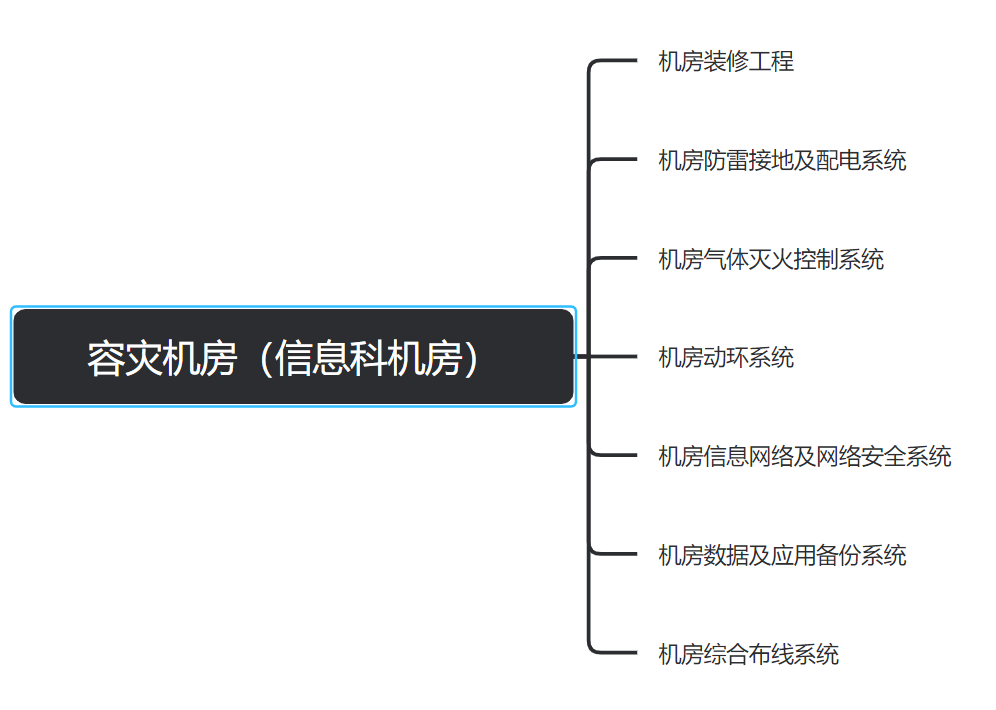 机房装修工程
机房防雷接地及配电系统
机房气体灭火控制系统
容灾机房（信息科机房）
机房动环系统
机房信息网络及网络安全系统
机房数据及应用备份系统
机房综合布线系统